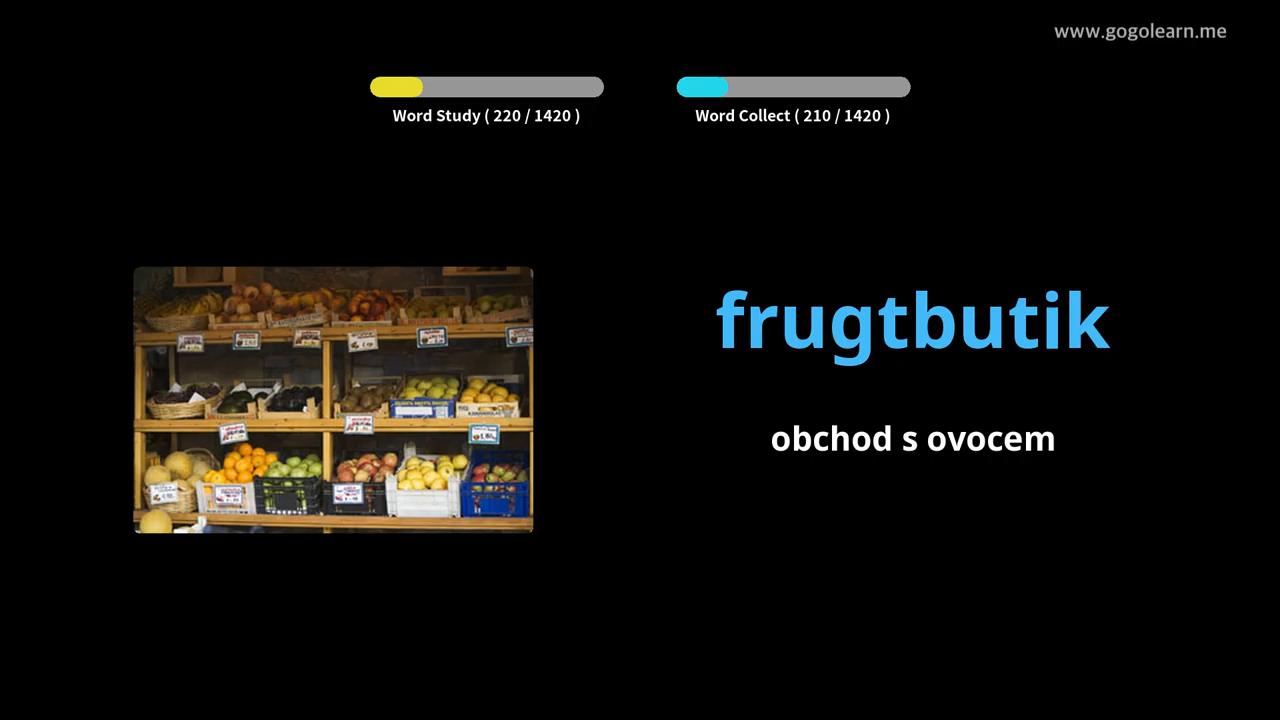 www.gogolearn.me
Word Study ( 220 / 1420 )
Word Collect ( 210 / 1420 )
frugtbutik
obchod s ovocem